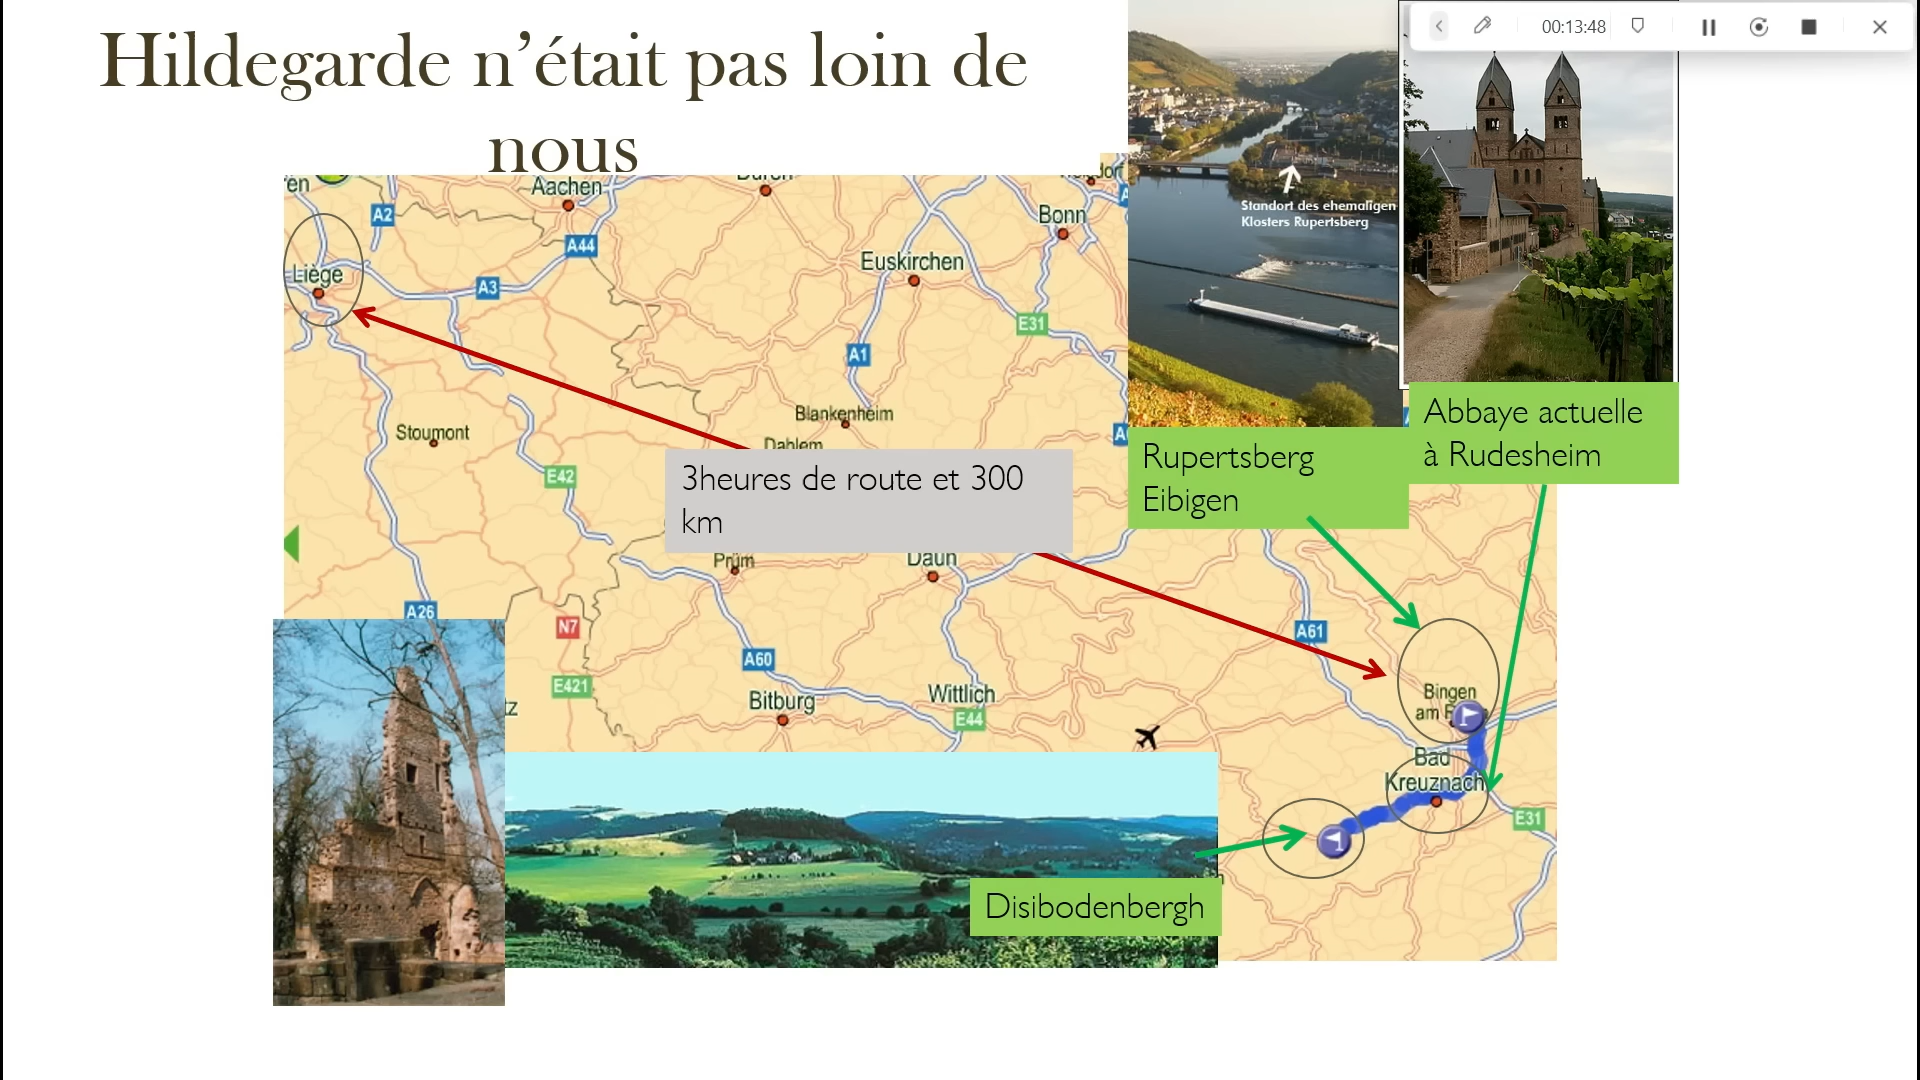 Hildegarde n’était pas loin de
nous
00:13:48
Aachen
A2
Bonn
A44
Standort des ehemaligen
Klosters Rupertsberg
Liège
A3
Euskirchen
E31
A1
Blankenheim
Dahlem
Stoumont
E42
Abbaye actuelle
à Rudesheim
Rupertsberg
Eibigen
3heures de route et 300
km
Prüm
Daun
A26
N7
A61
A60
E421
Bitburg
Wittlich
E44
Bingen
am
Bad
Kreuznach
E31
Disibodenbergh